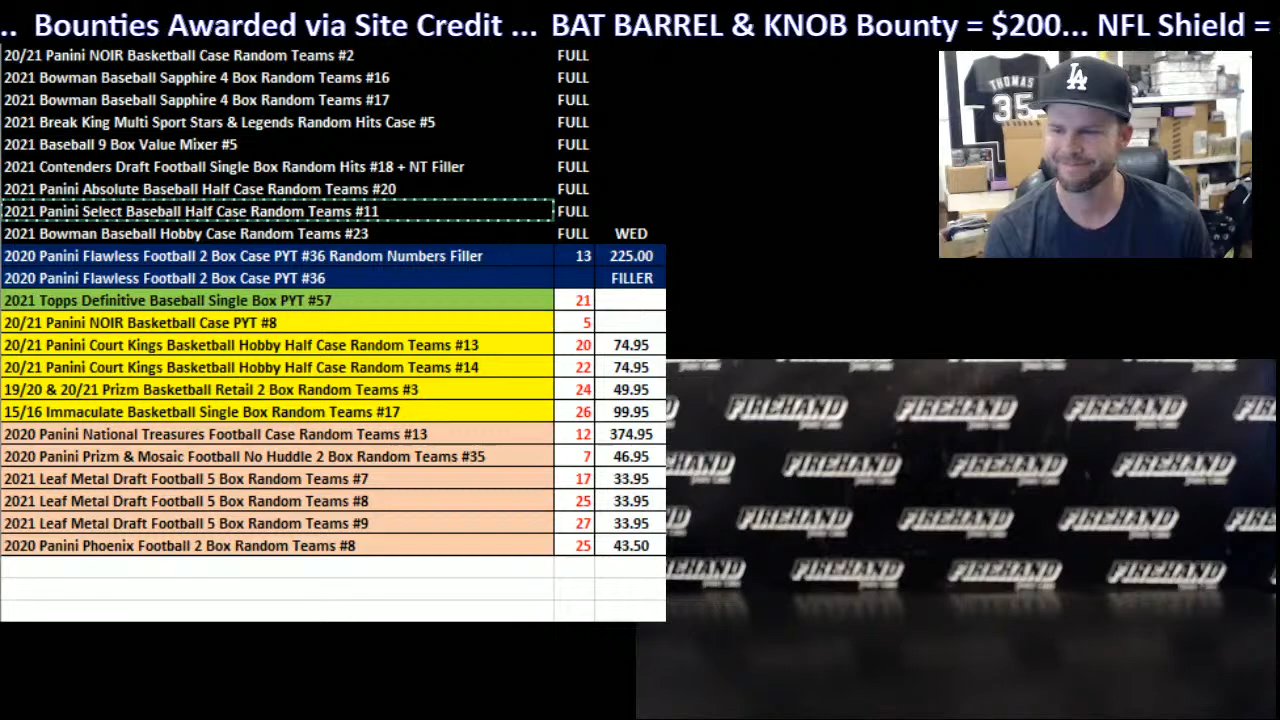 .. Bounties Awarded via Site Credit ... BAT BARREL & KNOB Bounty = $200... NFL Shield =
20/21 Panini NOIR Basketball Case Random Teams #2 FULL
2021 Bowman Baseball Sapphire 4 Box Random Teams #16 FULL
2021 Bowman Baseball Sapphire 4 Box Random Teams #17 FULL
2021 Break King Multi Sport Stars & Legends Random Hits Case #5 FULL
2021 Baseball 9 Box Value Mixer #5 FULL
2021 Contenders Draft Football Single Box Random Hits #18 + NT Filler FULL
2021 Panini Absolute Baseball Half Case Random Teams #20 FULL
2021 Panini Select Baseball Half Case Random Teams #11 FULL
2021 Bowman Baseball Hobby Case Random Teams #23 FULL WED
2020 Panini Flawless Football 2 Box Case PYT #36 Random Numbers Filler 13 225.00
2020 Panini Flawless Football 2 Box Case PYT #36 FILLER
2021 Topps Definitive Baseball Single Box PYT #57 21
20/21 Panini NOIR Basketball Case PYT #8 5
20/21 Panini Court Kings Basketball Hobby Half Case Random Teams #13 20 74.95
20/21 Panini Court Kings Basketball Hobby Half Case Random Teams #14 22 74.95
19/20 & 20/21 Prizm Basketball Retail 2 Box Random Teams #3 24 49.95
15/16 Immaculate Basketball Single Box Random Teams #17 26 99.95
2020 Panini National Treasures Football Case Random Teams #13 12 374.95
2020 Panini Prizm & Mosaic Football No Huddle 2 Box Random Teams #35 7 46.95
2021 Leaf Metal Draft Football 5 Box Random Teams #7 17 33.95
2021 Leaf Metal Draft Football 5 Box Random Teams #8 25 33.95
2021 Leaf Metal Draft Football 5 Box Random Teams #9 27 33.95
2020 Panini Phoenix Football 2 Box Random Teams #8 25 43.50
THOMAS
35
LA
FIREHAND FIREHAND FIREHAND
FIREHAND FIREHAND FIREHAND FIREHAND
FIREHAND FIREHAND FIREHAND
FIREHAND FIREHAND FIREHAND FIREHAND